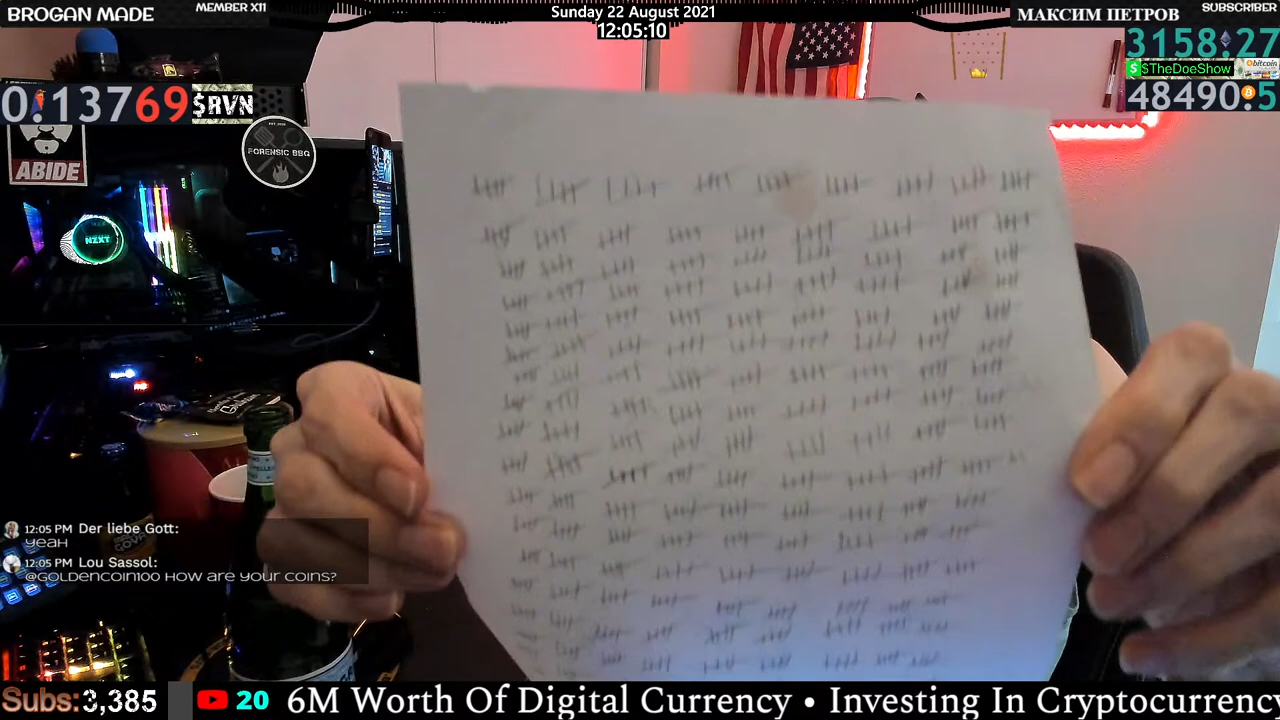 BROGAN MADE
MEMBER X11
Sunday 22 August 2021
12:05:10
МАКСИМ ПЕТРОВ
SUBSCRIBER
3158.27
$TheDoeShow
bitcoin
48490.5
0.13769
$RVN
ABIDE
FORENSIC BBQ
NZXT
12:05 PM Der liebe Gott:
YEAH
12:05 PM Lou Sassol:
@GOLDENCOIN100 HOW ARE YOUR COINS?
Subs:3,385
20
6M Worth Of Digital Currency • Investing In Cryptocurrency